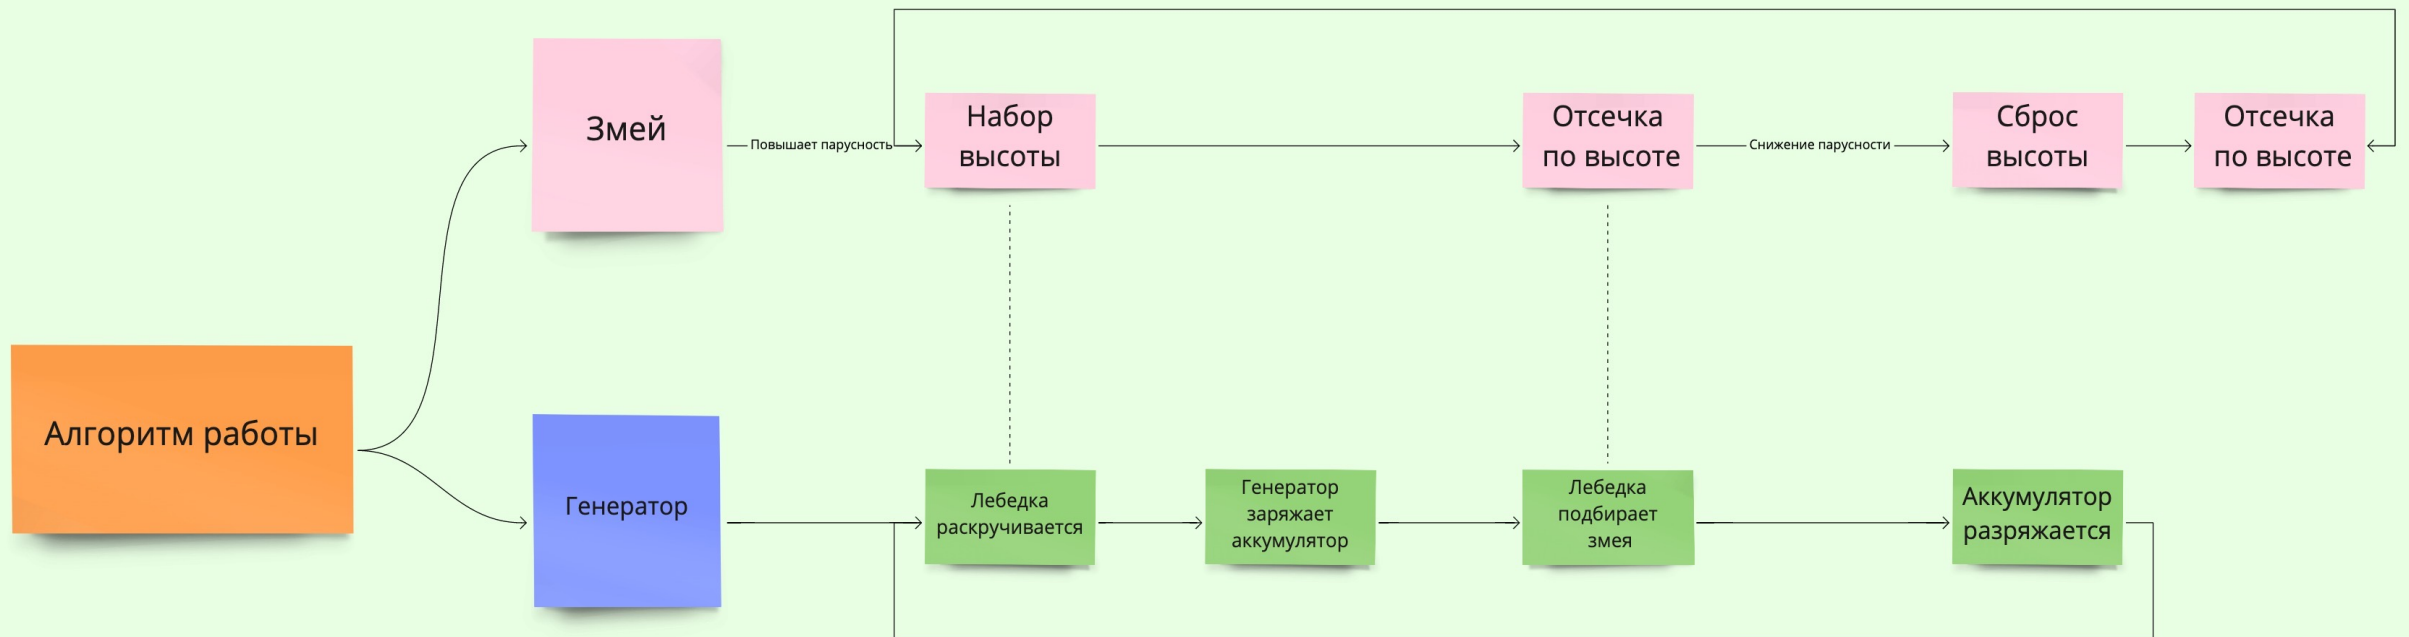 Змей
Повышает парусность
Набор
высоты
Отсечка
по высоте
Снижение парусности
Сброс
высоты
Отсечка
по высоте
Алгоритм работы
Генератор
Лебедка
раскручивается
Генератор
заряжает
аккумулятор
Лебедка
подбирает
змея
Аккумулятор
разряжается